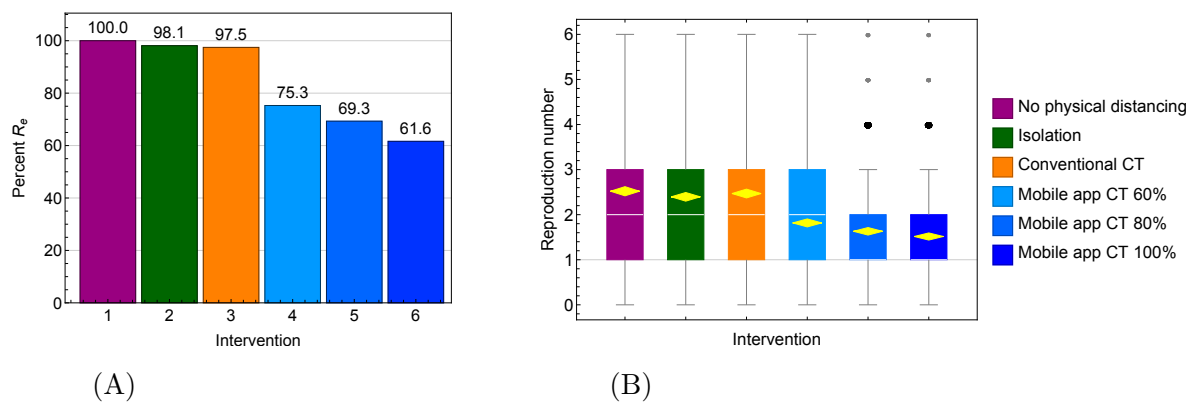 100.0
98.1
97.5
75.3
69.3
61.6
100
80
60
40
20
0
Percent Re
1 2 3 4 5 6
Intervention
(A)
6
5
4
3
2
1
0
Reproduction number
Intervention
(B)
No physical distancing
Isolation
Conventional CT
Mobile app CT 60%
Mobile app CT 80%
Mobile app CT 100%